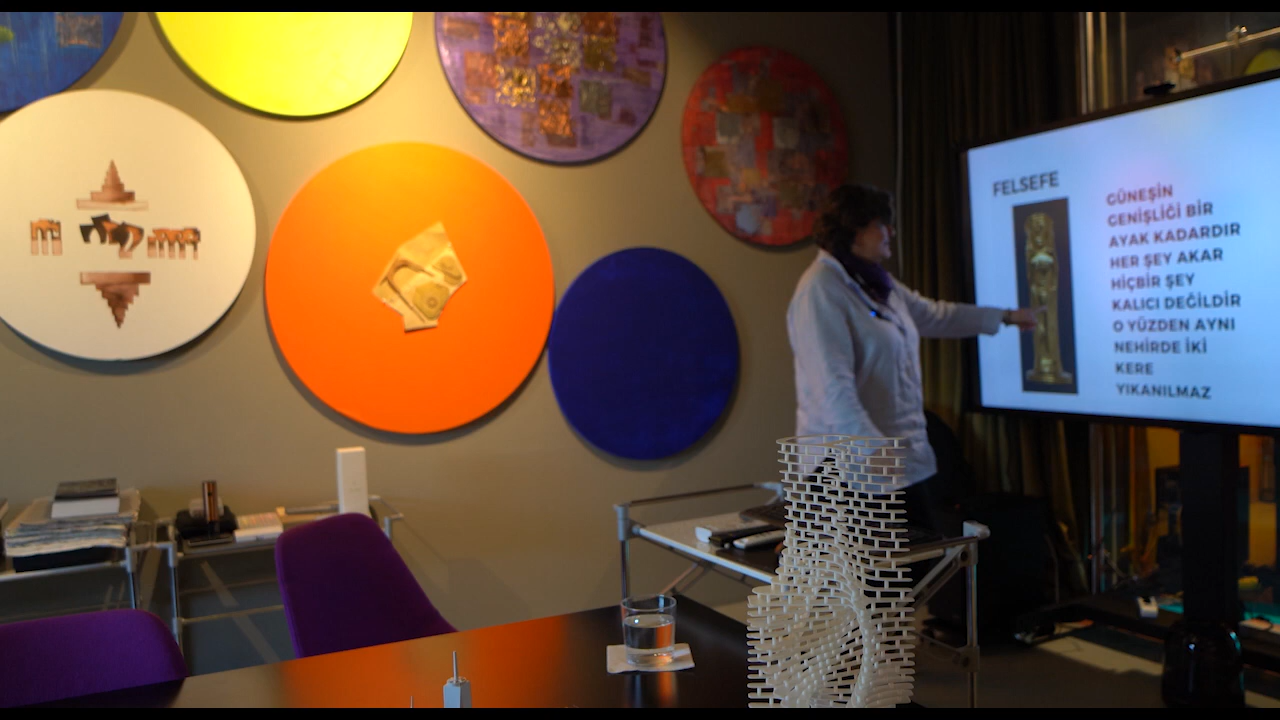 FELSEFE
GÜNEŞİN
GENİŞLİĞİ BİR
AYAK KADARDIR
HER ŞEY AKAR
HİÇBİR ŞEY
KALICI DEĞİLDİR
O YÜZDEN AYNI
NEHİRDE İKİ
KERE
YIKANILMAZ